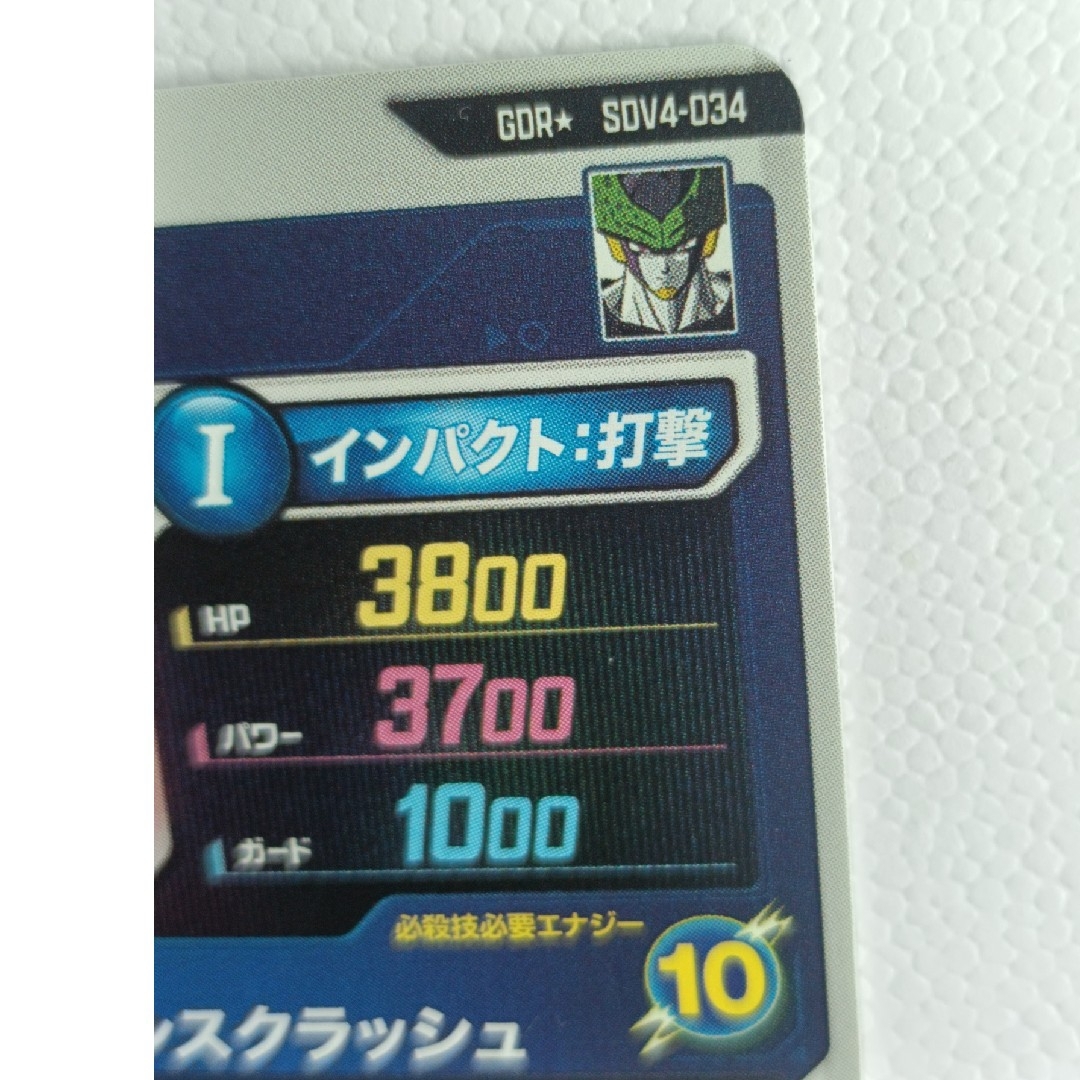 GDR★ SDV4-034
I インパクト:打撃
HP 3800
パワー 3700
ガード 1000
必殺技必要エナジー 10
ンスクラッシュ